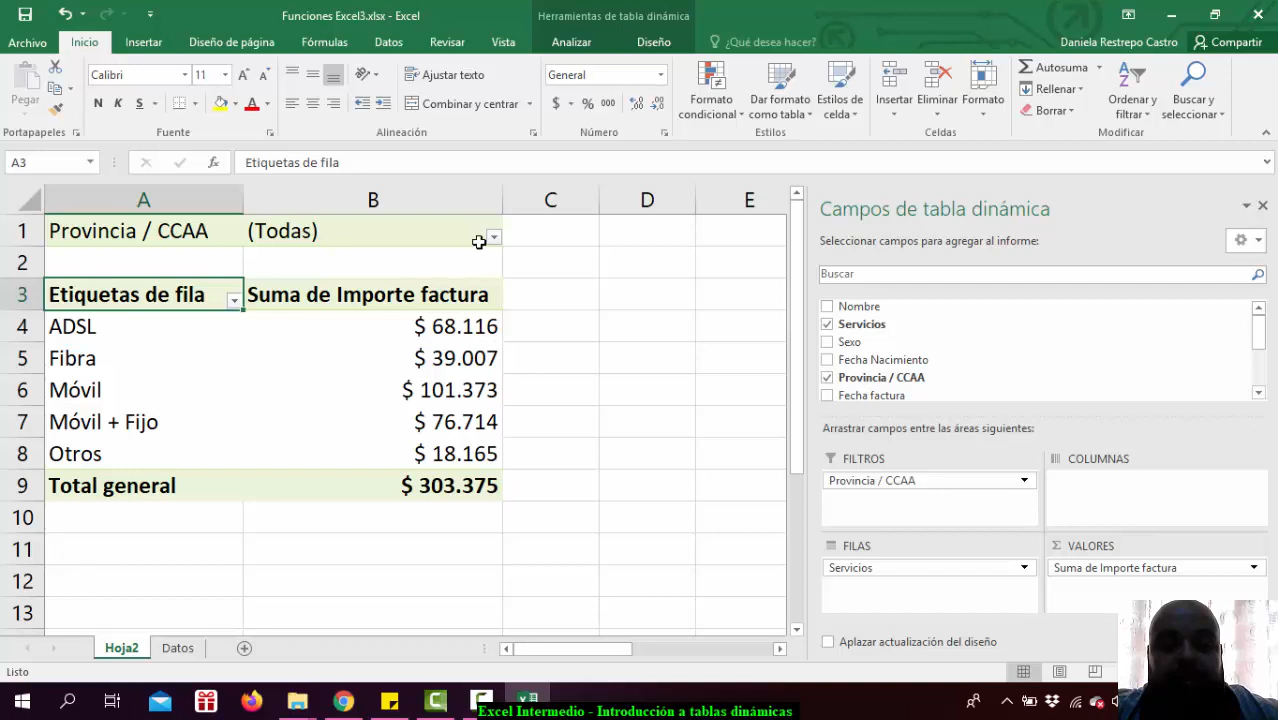 Funciones Excel3.xlsx - Excel
Herramientas de tabla dinámica
Archivo Inicio Insertar Diseño de página Fórmulas Datos Revisar Vista Analizar Diseño ¿Qué desea hacer? Daniela Restrepo Castro Compartir
Pegar
Calibri 11
N K S
Ajustar texto
Combinar y centrar
General
$ % 000
Formato condicional
Dar formato como tabla
Estilos de celda
Insertar
Eliminar
Formato
Autosuma
Rellenar
Borrar
Ordenar y filtrar
Buscar y seleccionar
Portapapeles Fuente Alineación Número Estilos Celdas Modificar
A3 fx Etiquetas de fila
A B C D E
1 Provincia / CCAA (Todas)
2
3 Etiquetas de fila Suma de Importe factura
4 ADSL $ 68.116
5 Fibra $ 39.007
6 Móvil $ 101.373
7 Móvil + Fijo $ 76.714
8 Otros $ 18.165
9 Total general $ 303.375
10
11
12
13
Campos de tabla dinámica
Seleccionar campos para agregar al informe:
Buscar
Nombre
Servicios
Sexo
Fecha Nacimiento
Provincia / CCAA
Fecha factura
Arrastrar campos entre las áreas siguientes:
FILTROS COLUMNAS
Provincia / CCAA
FILAS Σ VALORES
Servicios Suma de Importe factura
Aplazar actualización del diseño
Hoja2 Datos
Listo
Excel Intermedio - Introducción a tablas dinámicas